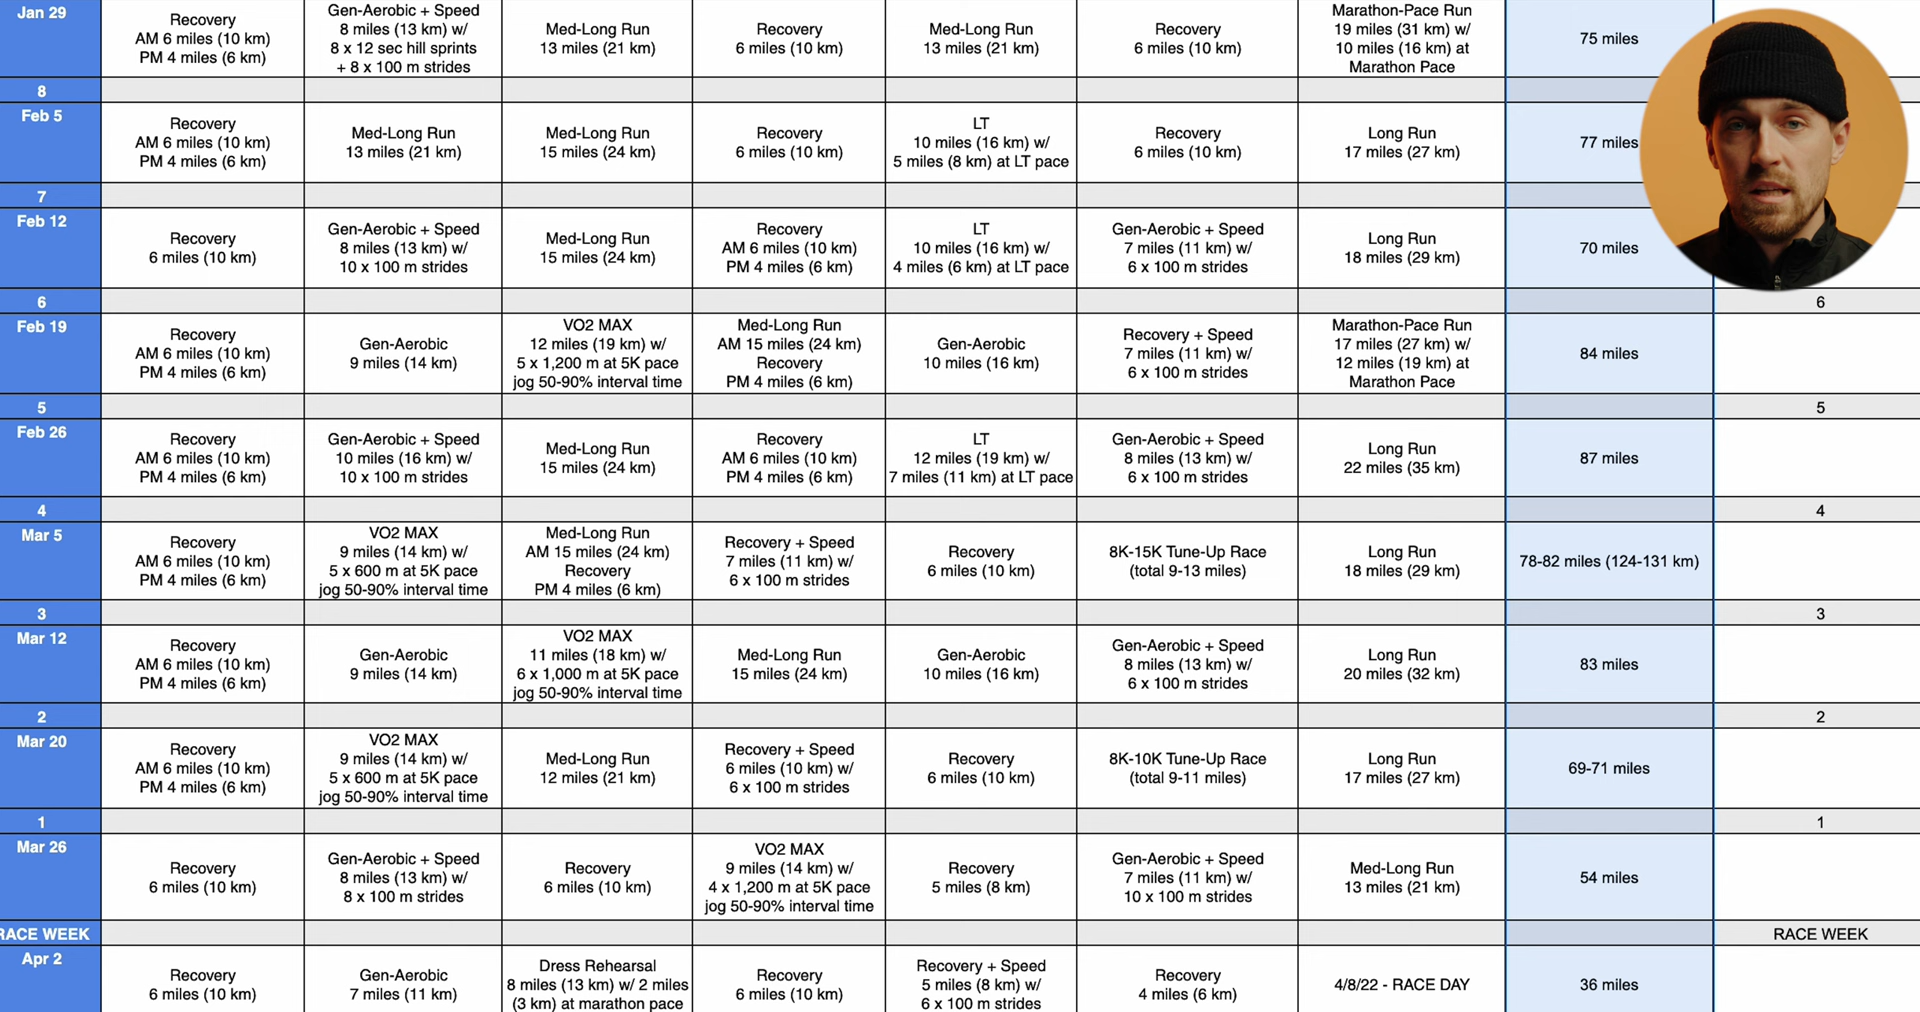 Jan 29
Recovery
AM 6 miles (10 km)
PM 4 miles (6 km)
Gen-Aerobic + Speed
8 miles (13 km) w/
8 x 12 sec hill sprints
+ 8 x 100 m strides
Med-Long Run
13 miles (21 km)
Recovery
6 miles (10 km)
Med-Long Run
13 miles (21 km)
Recovery
6 miles (10 km)
Marathon-Pace Run
19 miles (31 km) w/
10 miles (16 km) at
Marathon Pace
75 miles
8
Feb 5
Recovery
AM 6 miles (10 km)
PM 4 miles (6 km)
Med-Long Run
13 miles (21 km)
Med-Long Run
15 miles (24 km)
Recovery
6 miles (10 km)
LT
10 miles (16 km) w/
5 miles (8 km) at LT pace
Recovery
6 miles (10 km)
Long Run
17 miles (27 km)
77 miles
7
Feb 12
Recovery
6 miles (10 km)
Gen-Aerobic + Speed
8 miles (13 km) w/
10 x 100 m strides
Med-Long Run
15 miles (24 km)
Recovery
AM 6 miles (10 km)
PM 4 miles (6 km)
LT
10 miles (16 km) w/
4 miles (6 km) at LT pace
Gen-Aerobic + Speed
7 miles (11 km) w/
6 x 100 m strides
Long Run
18 miles (29 km)
70 miles
6
6
Feb 19
Recovery
AM 6 miles (10 km)
PM 4 miles (6 km)
Gen-Aerobic
9 miles (14 km)
VO2 MAX
12 miles (19 km) w/
5 x 1,200 m at 5K pace
jog 50-90% interval time
Med-Long Run
AM 15 miles (24 km)
Recovery
PM 4 miles (6 km)
Gen-Aerobic
10 miles (16 km)
Recovery + Speed
7 miles (11 km) w/
6 x 100 m strides
Marathon-Pace Run
17 miles (27 km) w/
12 miles (19 km) at
Marathon Pace
84 miles
5
5
Feb 26
Recovery
AM 6 miles (10 km)
PM 4 miles (6 km)
Gen-Aerobic + Speed
10 miles (16 km) w/
10 x 100 m strides
Med-Long Run
15 miles (24 km)
Recovery
AM 6 miles (10 km)
PM 4 miles (6 km)
LT
12 miles (19 km) w/
7 miles (11 km) at LT pace
Gen-Aerobic + Speed
8 miles (13 km) w/
6 x 100 m strides
Long Run
22 miles (35 km)
87 miles
4
4
Mar 5
Recovery
AM 6 miles (10 km)
PM 4 miles (6 km)
VO2 MAX
9 miles (14 km) w/
5 x 600 m at 5K pace
jog 50-90% interval time
Med-Long Run
AM 15 miles (24 km)
Recovery
PM 4 miles (6 km)
Recovery + Speed
7 miles (11 km) w/
6 x 100 m strides
Recovery
6 miles (10 km)
8K-15K Tune-Up Race
(total 9-13 miles)
Long Run
18 miles (29 km)
78-82 miles (124-131 km)
3
3
Mar 12
Recovery
AM 6 miles (10 km)
PM 4 miles (6 km)
Gen-Aerobic
9 miles (14 km)
VO2 MAX
11 miles (18 km) w/
6 x 1,000 m at 5K pace
jog 50-90% interval time
Med-Long Run
15 miles (24 km)
Gen-Aerobic
10 miles (16 km)
Gen-Aerobic + Speed
8 miles (13 km) w/
6 x 100 m strides
Long Run
20 miles (32 km)
83 miles
2
2
Mar 20
Recovery
AM 6 miles (10 km)
PM 4 miles (6 km)
VO2 MAX
9 miles (14 km) w/
5 x 600 m at 5K pace
jog 50-90% interval time
Med-Long Run
12 miles (21 km)
Recovery + Speed
6 miles (10 km) w/
6 x 100 m strides
Recovery
6 miles (10 km)
8K-10K Tune-Up Race
(total 9-11 miles)
Long Run
17 miles (27 km)
69-71 miles
1
1
Mar 26
Recovery
6 miles (10 km)
Gen-Aerobic + Speed
8 miles (13 km) w/
8 x 100 m strides
Recovery
6 miles (10 km)
VO2 MAX
9 miles (14 km) w/
4 x 1,200 m at 5K pace
jog 50-90% interval time
Recovery
5 miles (8 km)
Gen-Aerobic + Speed
7 miles (11 km) w/
10 x 100 m strides
Med-Long Run
13 miles (21 km)
54 miles
RACE WEEK
RACE WEEK
Apr 2
Recovery
6 miles (10 km)
Gen-Aerobic
7 miles (11 km)
Dress Rehearsal
8 miles (13 km) w/ 2 miles
(3 km) at marathon pace
Recovery
6 miles (10 km)
Recovery + Speed
5 miles (8 km) w/
6 x 100 m strides
Recovery
4 miles (6 km)
4/8/22 - RACE DAY
36 miles